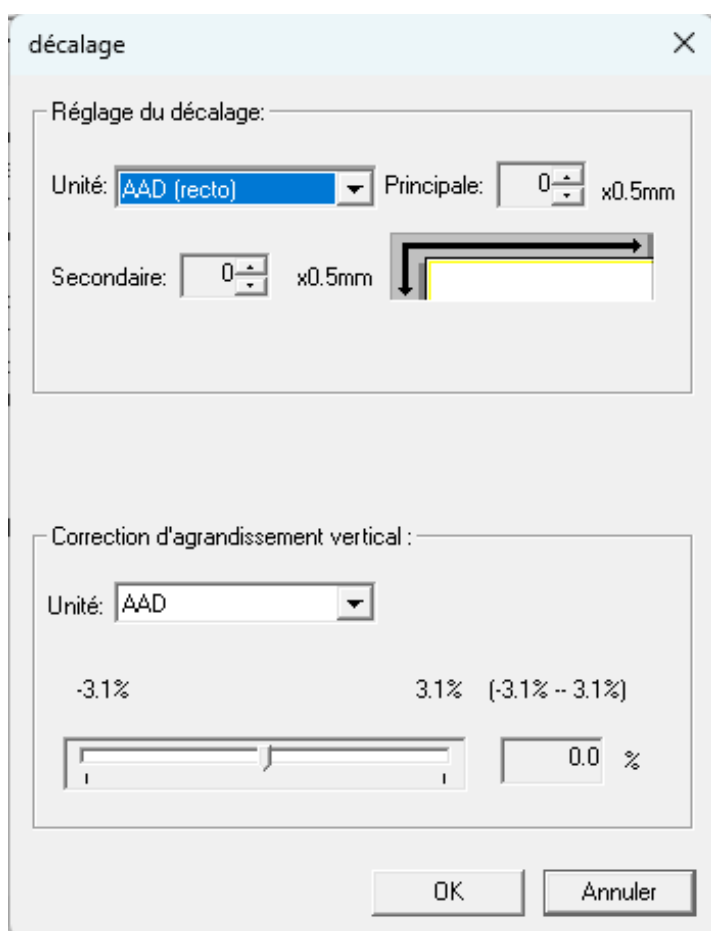 décalage
Réglage du décalage:
Unité: AAD (recto) Principale: 0 x0.5mm
Secondaire: 0 x0.5mm
Correction d'agrandissement vertical :
Unité: AAD
-3.1% 3.1% (-3.1% -- 3.1%)
0.0 %
OK Annuler